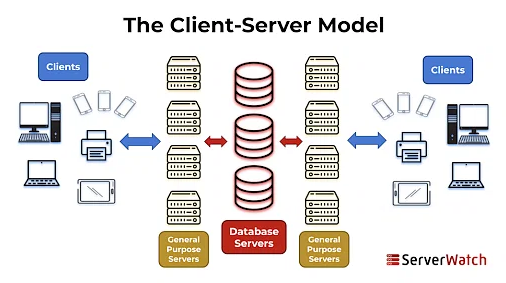 The Client-Server Model
Clients
Clients
General
Purpose
Servers
Database
Servers
General
Purpose
Servers
ServerWatch